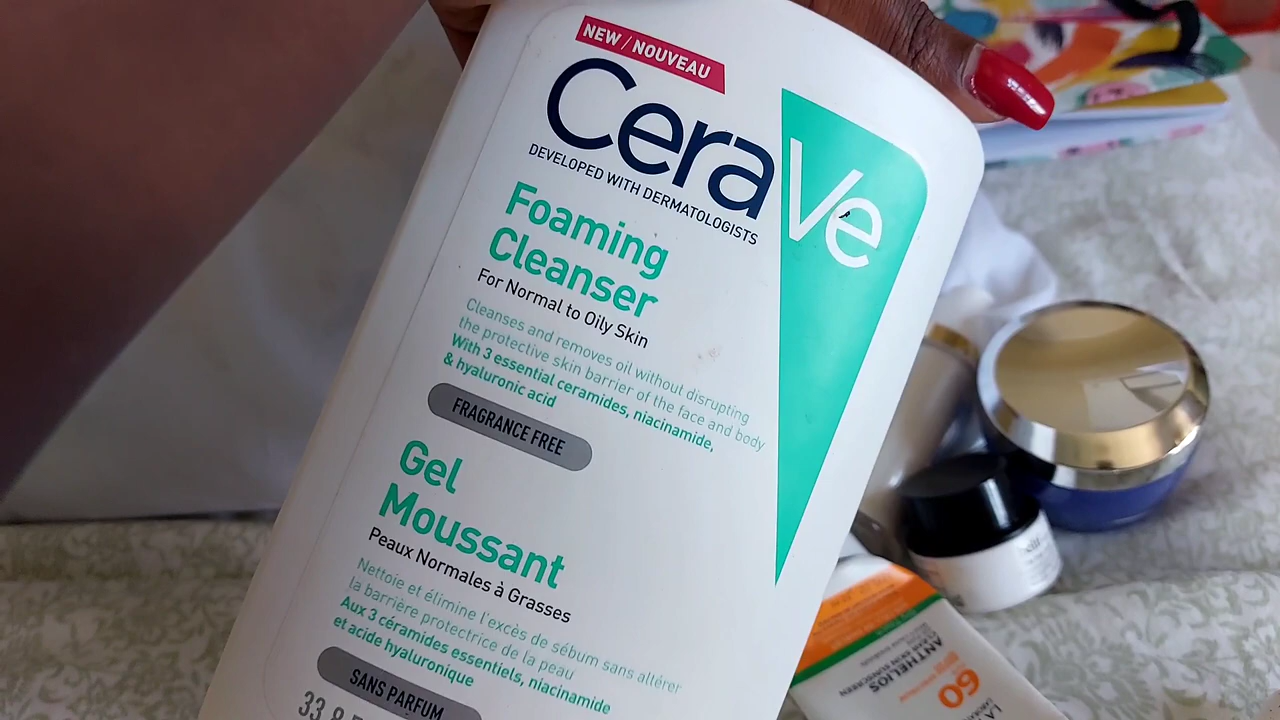 NEW / NOUVEAU
CeraVe
DEVELOPED WITH DERMATOLOGISTS
Foaming
Cleanser
For Normal to Oily Skin
Cleanses and removes oil without disrupting
the protective skin barrier of the face and body
With 3 essential ceramides, niacinamide,
& hyaluronic acid
FRAGRANCE FREE
Gel
Moussant
Peaux Normales à Grasses
Nettoie et élimine l'excès de sébum sans altérer
la barrière protectrice de la peau
Aux 3 céramides essentiels, niacinamide
et acide hyaluronique
SANS PARFUM
ANTHELIOS
60